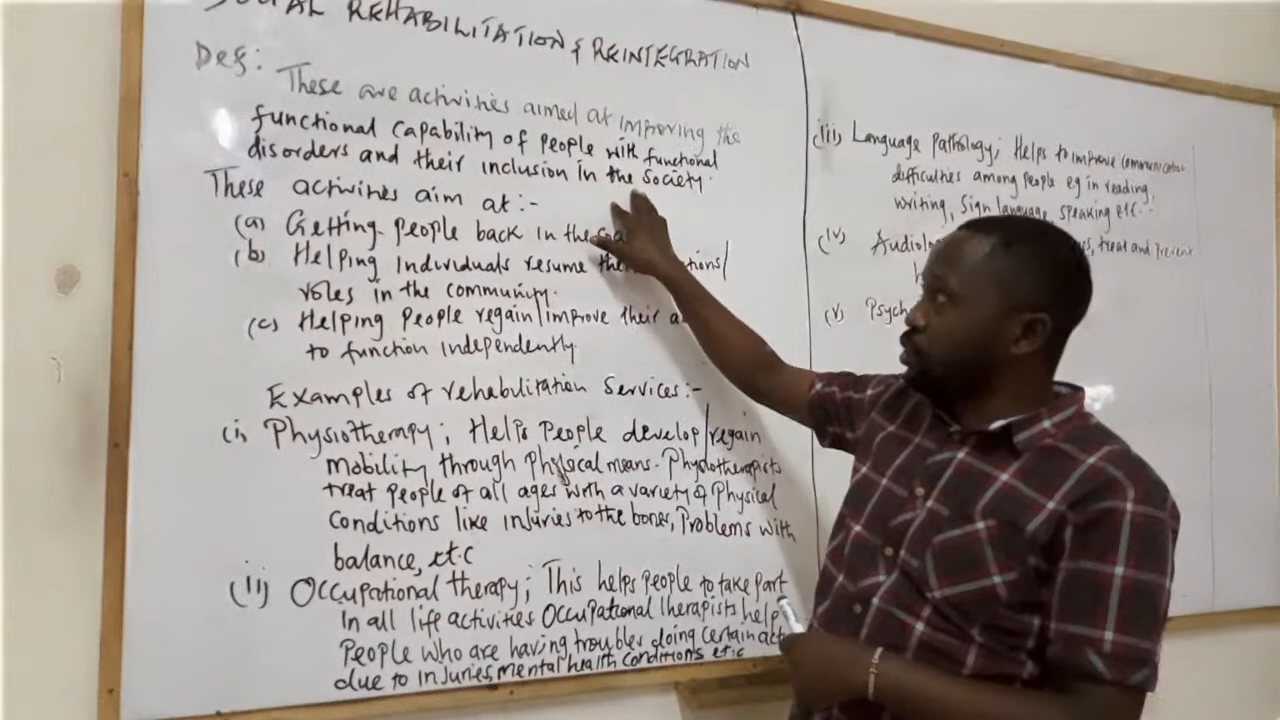 SOCIAL REHABILITATION & REINTEGRATION
Def:
These are activities aimed at improving the
functional capability of people with functional
disorders and their inclusion in the society.
These activities aim at:-
(a) Getting people back in the
(b) Helping individuals resume
roles in the community.
(c) Helping people regain/improve their
to function independently
Examples of rehabilitation services:-
(i) Physiotherapy; Helps people develop/regain
mobility through physical means. Physiotherapists
treat people of all ages with a variety of physical
conditions like injuries to the bones, problems with
balance, etc
(ii) Occupational therapy; This helps people to take part
in all life activities Occupational therapists help
people who are having troubles doing certain
due to injuries, mental health conditions etc
(iii) Language Pathology; Helps to improve communication
difficulties among people eg in reading,
writing, sign language, speaking etc.
(iv) treat and prevent
(v)